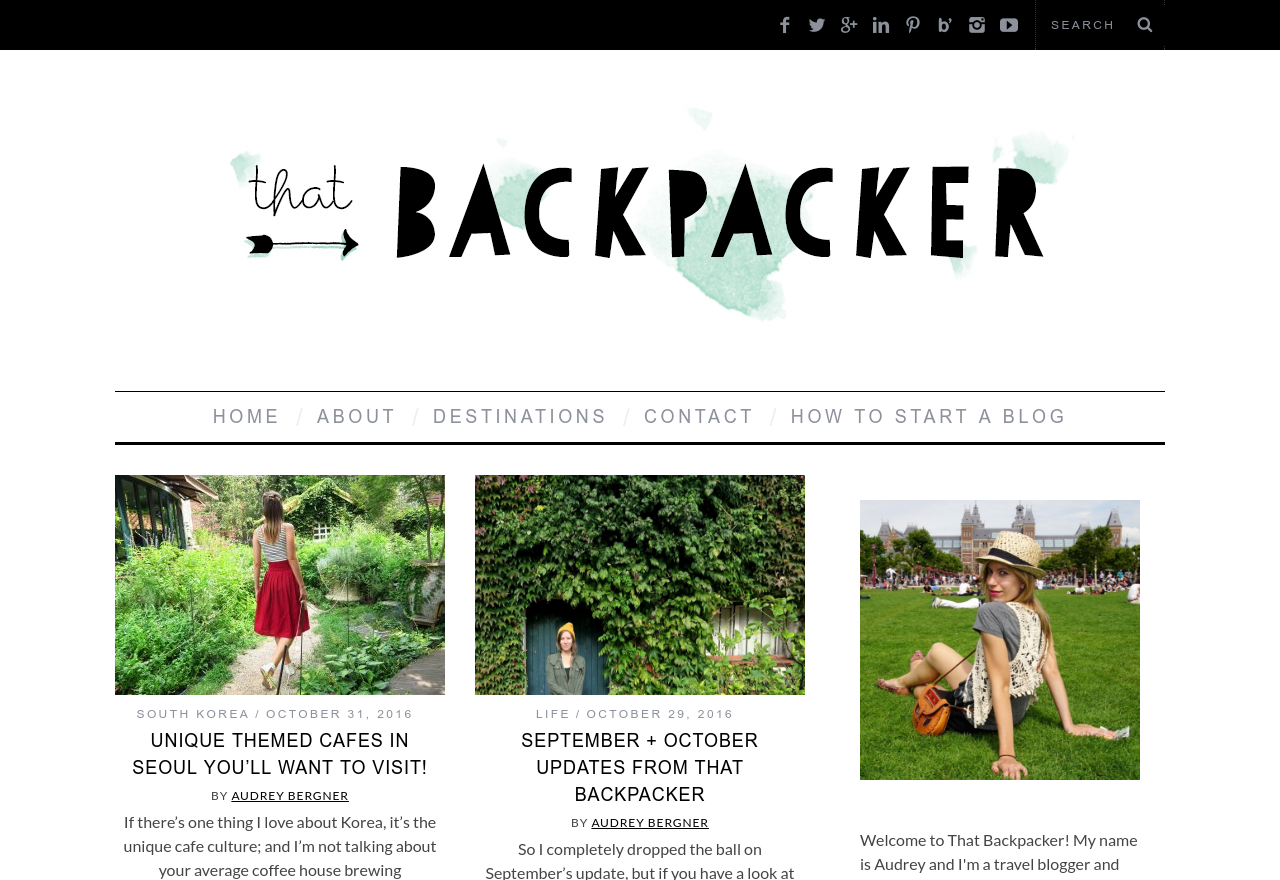 SEARCH
that BACKPACKER
HOME / ABOUT / DESTINATIONS / CONTACT / HOW TO START A BLOG
SOUTH KOREA / OCTOBER 31, 2016
UNIQUE THEMED CAFES IN
SEOUL YOU’LL WANT TO VISIT!
BY AUDREY BERGNER
If there’s one thing I love about Korea, it’s the
unique cafe culture; and I’m not talking about
your average coffee house brewing
LIFE / OCTOBER 29, 2016
SEPTEMBER + OCTOBER
UPDATES FROM THAT
BACKPACKER
BY AUDREY BERGNER
So I completely dropped the ball on
September’s update, but if you have a look at
Welcome to That Backpacker! My name
is Audrey and I'm a travel blogger and